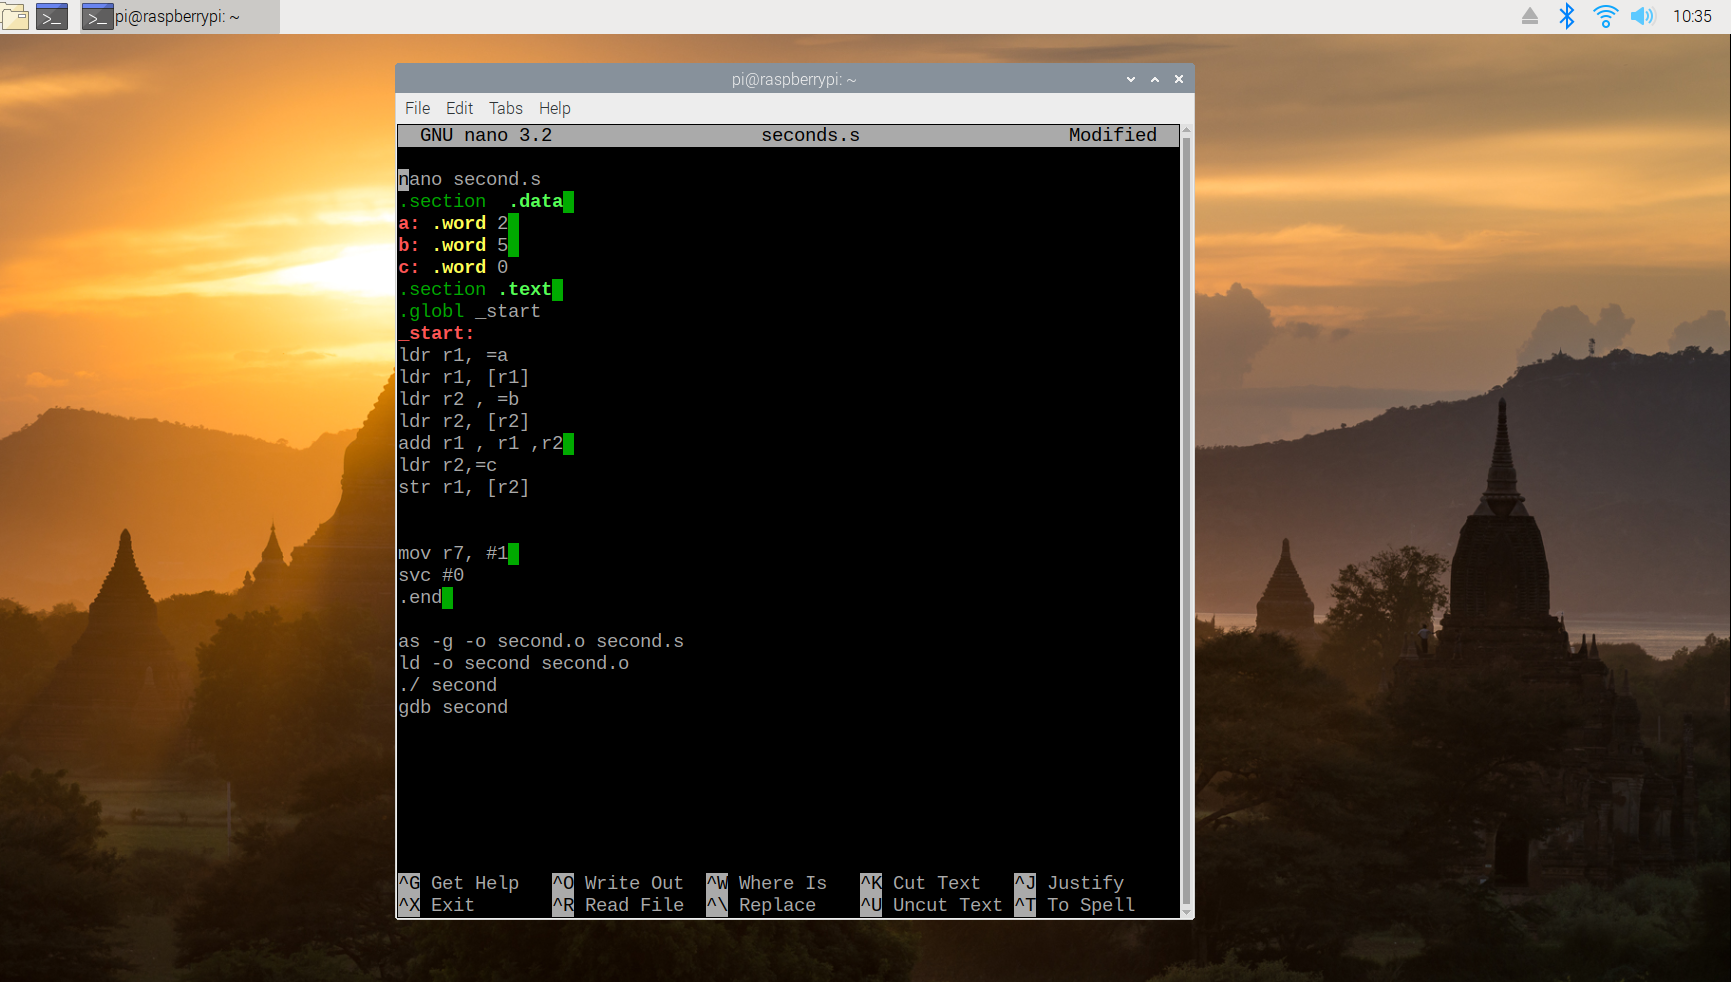 pi@raspberrypi: ~
10:35
pi@raspberrypi: ~
File Edit Tabs Help
GNU nano 3.2 seconds.s Modified
nano second.s
.section  .data
a: .word 2
b: .word 5
c: .word 0
.section .text
.globl _start
_start:
ldr r1, =a
ldr r1, [r1]
ldr r2 , =b
ldr r2, [r2]
add r1 , r1 ,r2
ldr r2,=c
str r1, [r2]
mov r7, #1
svc #0
.end
as -g -o second.o second.s
ld -o second second.o
./ second
gdb second
^G Get Help ^O Write Out ^W Where Is ^K Cut Text ^J Justify
^X Exit ^R Read File ^\ Replace ^U Uncut Text ^T To Spell